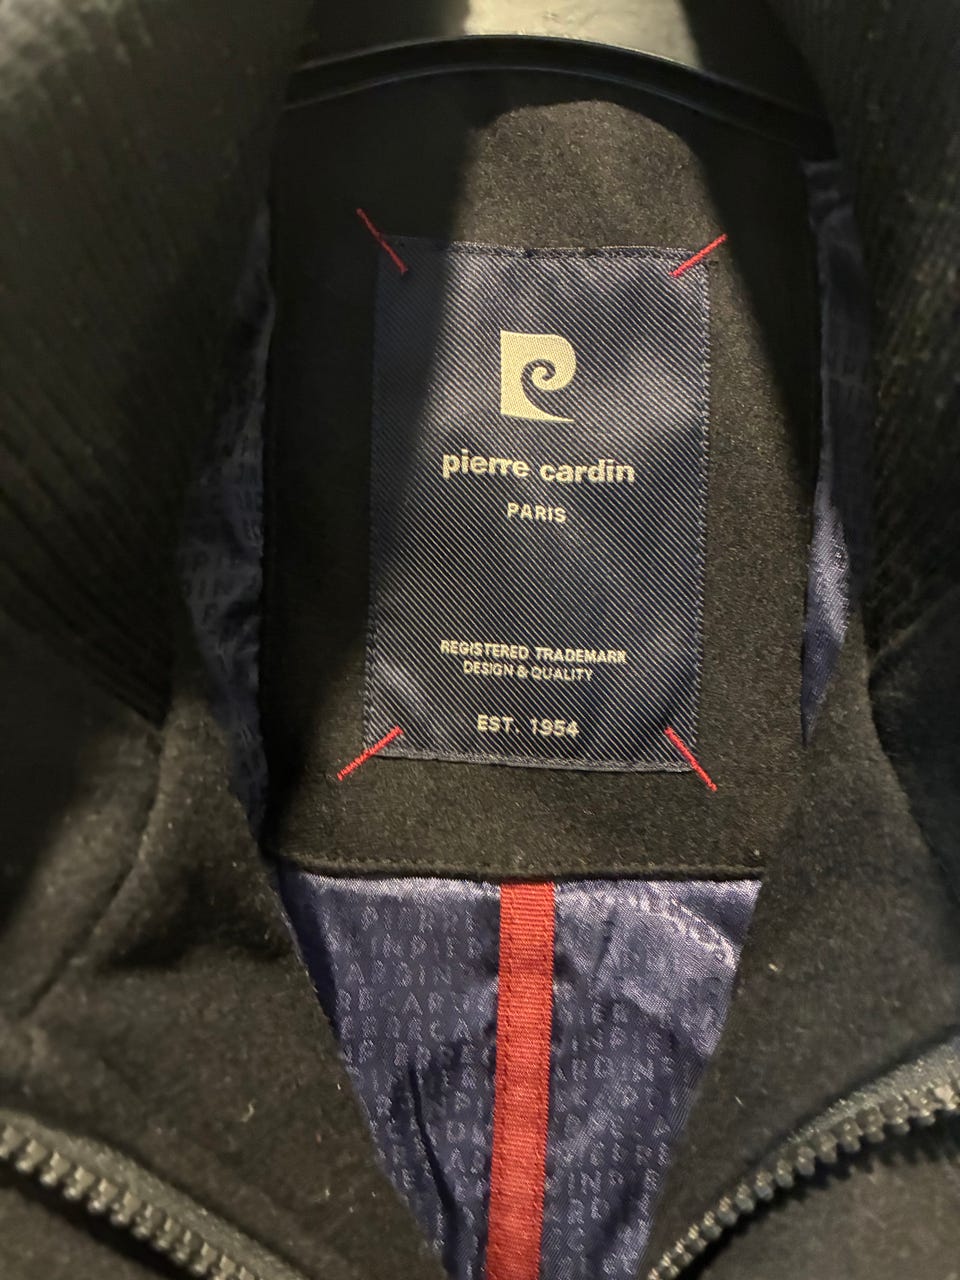 pierre cardin
PARIS
REGISTERED TRADEMARK
DESIGN & QUALITY
EST. 1954